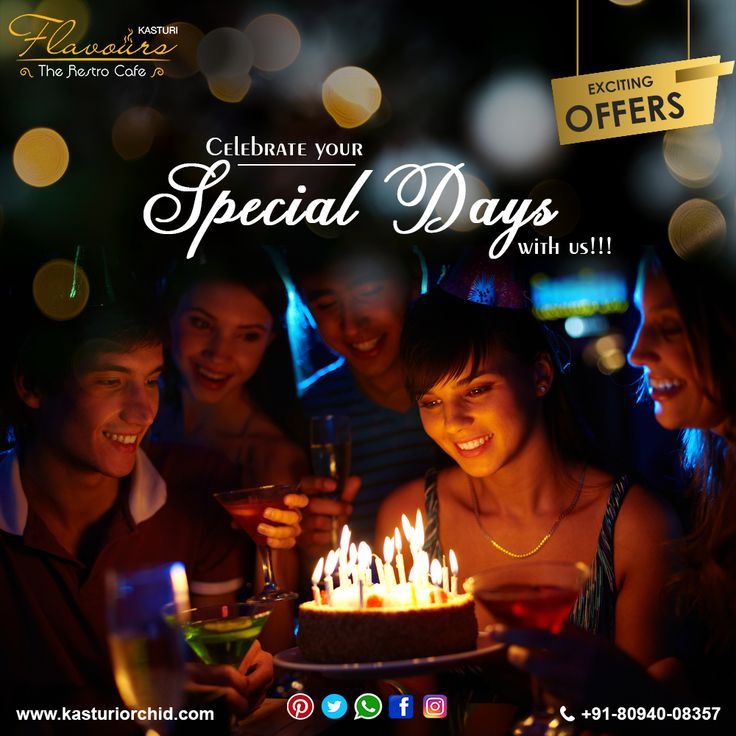 KASTURI
Flavours
The Restro Cafe
EXCITING
OFFERS
Celebrate your
Special Days
with us!!!
www.kasturiorchid.com
+91-80940-08357